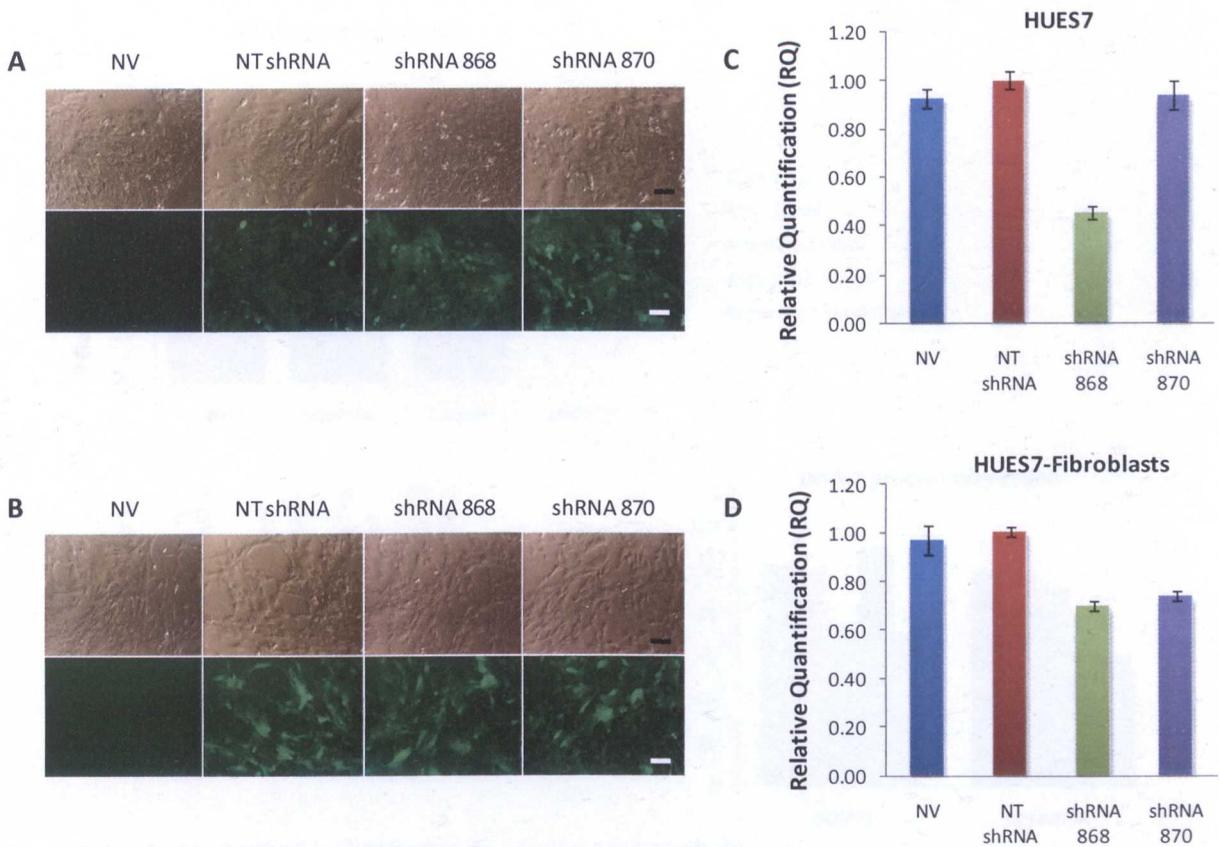 A
NV
NT shRNA
shRNA 868
shRNA 870
C
HUES7
Relative Quantification (RQ)
1.20
1.00
0.80
0.60
0.40
0.20
0.00
NV
NT
shRNA
shRNA
868
shRNA
870
B
NV
NT shRNA
shRNA 868
shRNA 870
D
HUES7-Fibroblasts
Relative Quantification (RQ)
1.20
1.00
0.80
0.60
0.40
0.20
0.00
NV
NT
shRNA
shRNA
868
shRNA
870